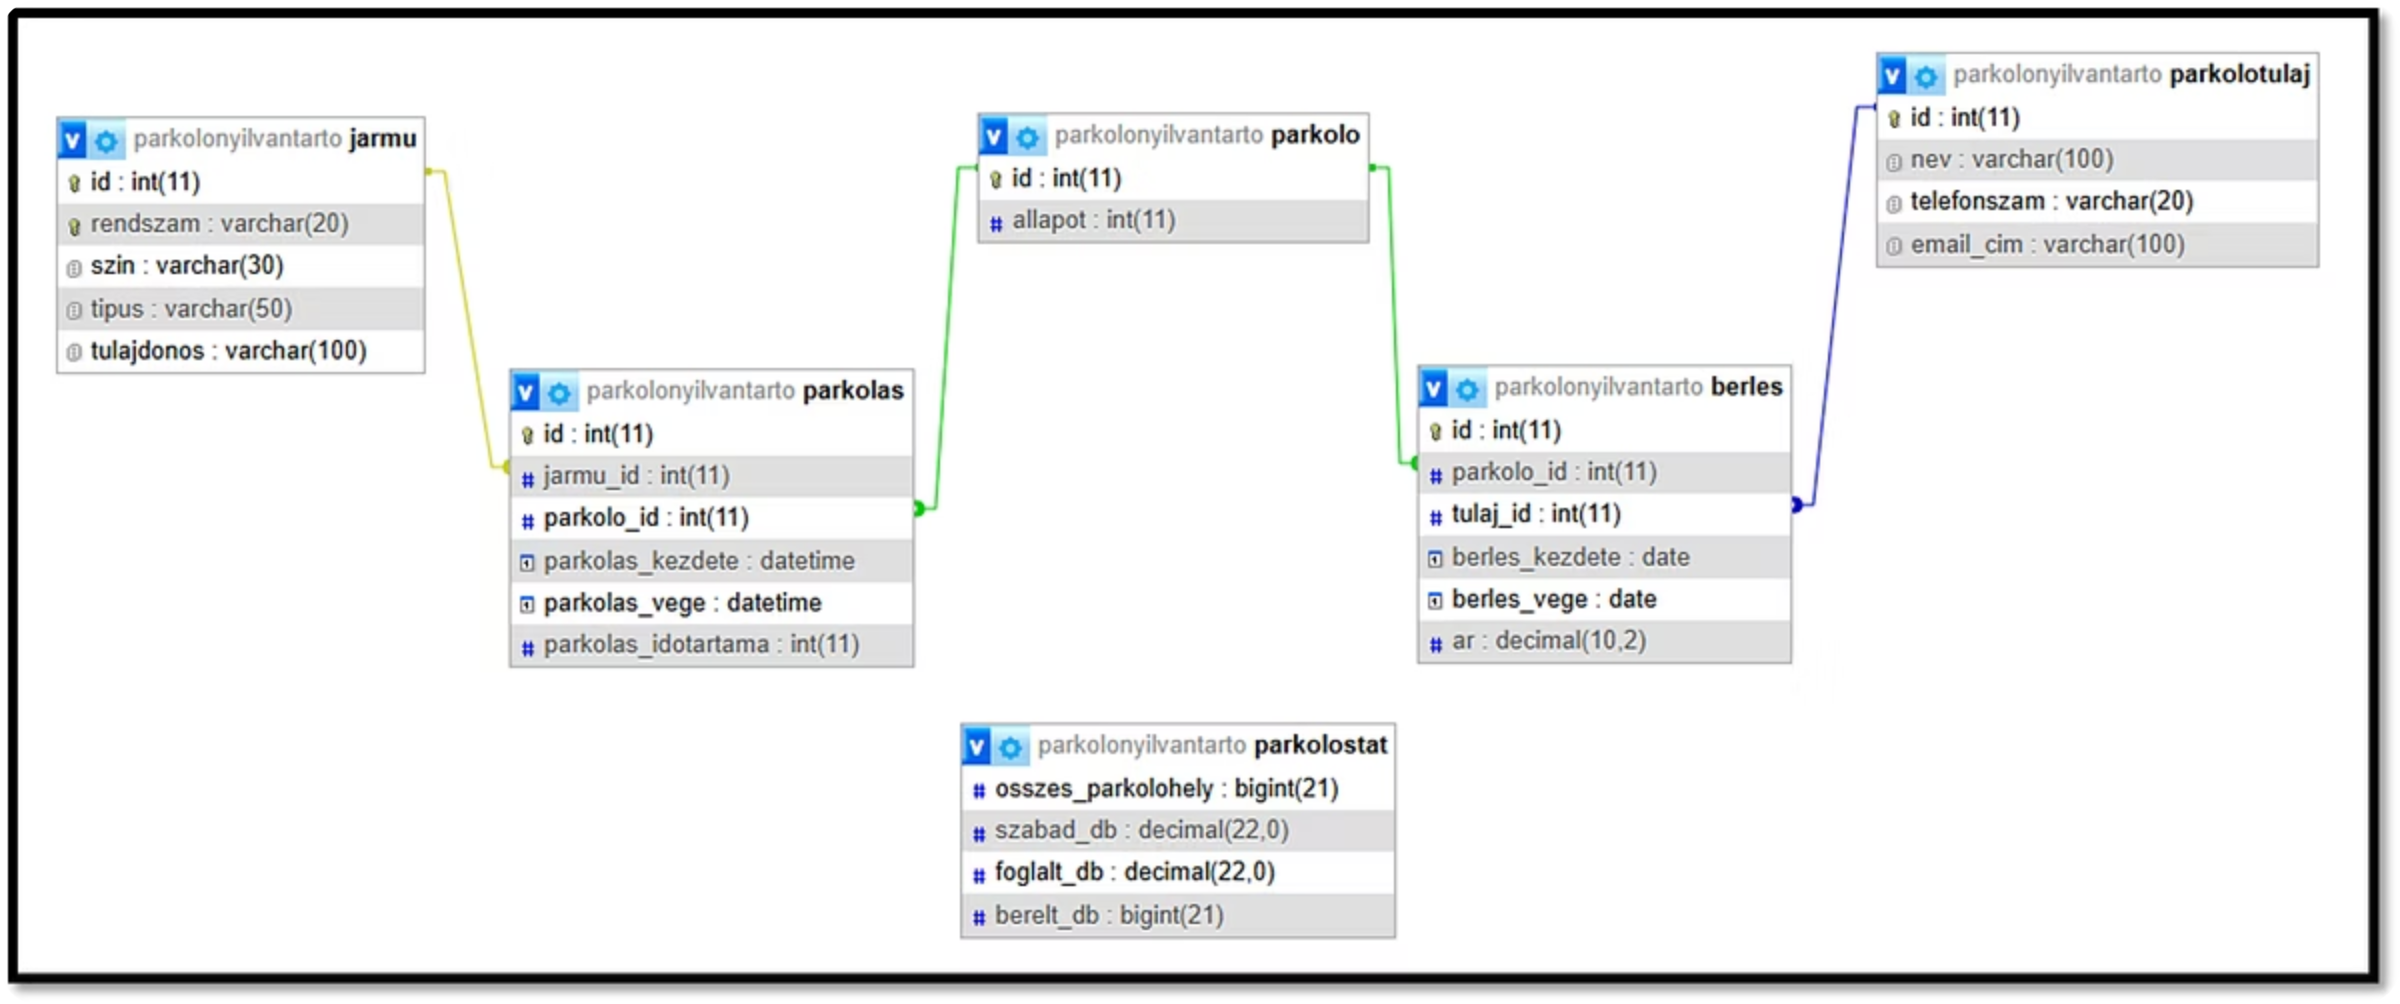 parkolonyilvantarto jarmu
id : int(11)
rendszam : varchar(20)
szin : varchar(30)
tipus : varchar(50)
tulajdonos : varchar(100)
parkolonyilvantarto parkolas
id : int(11)
jarmu_id : int(11)
parkolo_id : int(11)
parkolas_kezdete : datetime
parkolas_vege : datetime
parkolas_idotartama : int(11)
parkolonyilvantarto parkolo
id : int(11)
allapot : int(11)
parkolonyilvantarto berles
id : int(11)
parkolo_id : int(11)
tulaj_id : int(11)
berles_kezdete : date
berles_vege : date
ar : decimal(10,2)
parkolonyilvantarto parkolotulaj
id : int(11)
nev : varchar(100)
telefonszam : varchar(20)
email_cim : varchar(100)
parkolonyilvantarto parkolostat
osszes_parkolohely : bigint(21)
szabad_db : decimal(22,0)
foglalt_db : decimal(22,0)
berelt_db : bigint(21)